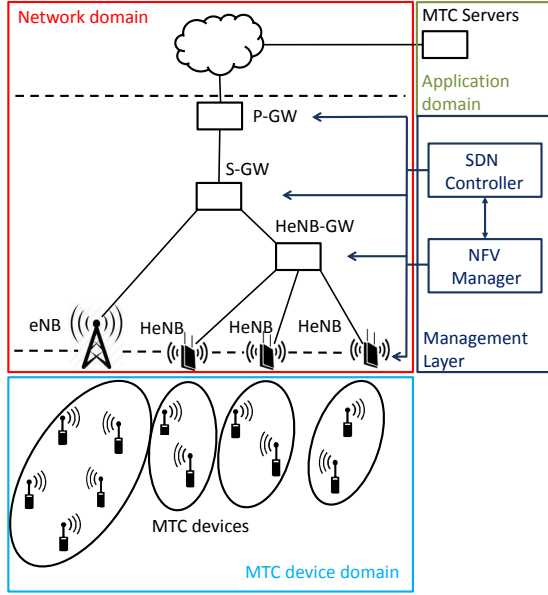 Network domain
MTC Servers
Application
domain
P-GW
S-GW
SDN
Controller
HeNB-GW
NFV
Manager
eNB
HeNB
HeNB
HeNB
Management
Layer
MTC devices
MTC device domain